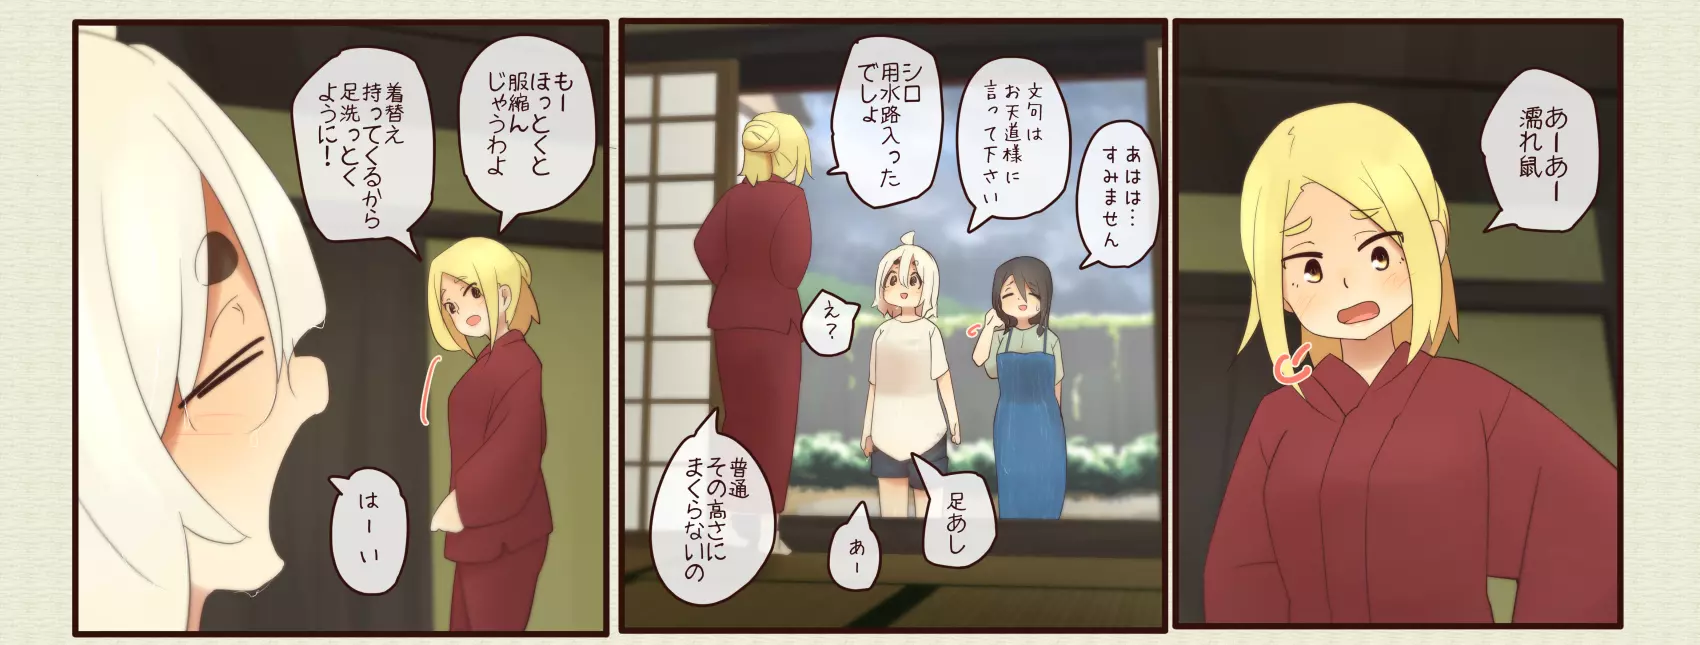 あーあー
濡れ鼠
あはは…
すみません
文句は
お天道様に
言って下さい
シロ
用水路入った
でしょ
え?
足あし
あー
普通
その高さに
まくらないの
もー
ほっとくと
服縮ん
じゃうわよ
着替え
持ってくるから
足洗っとく
ように!
はーい